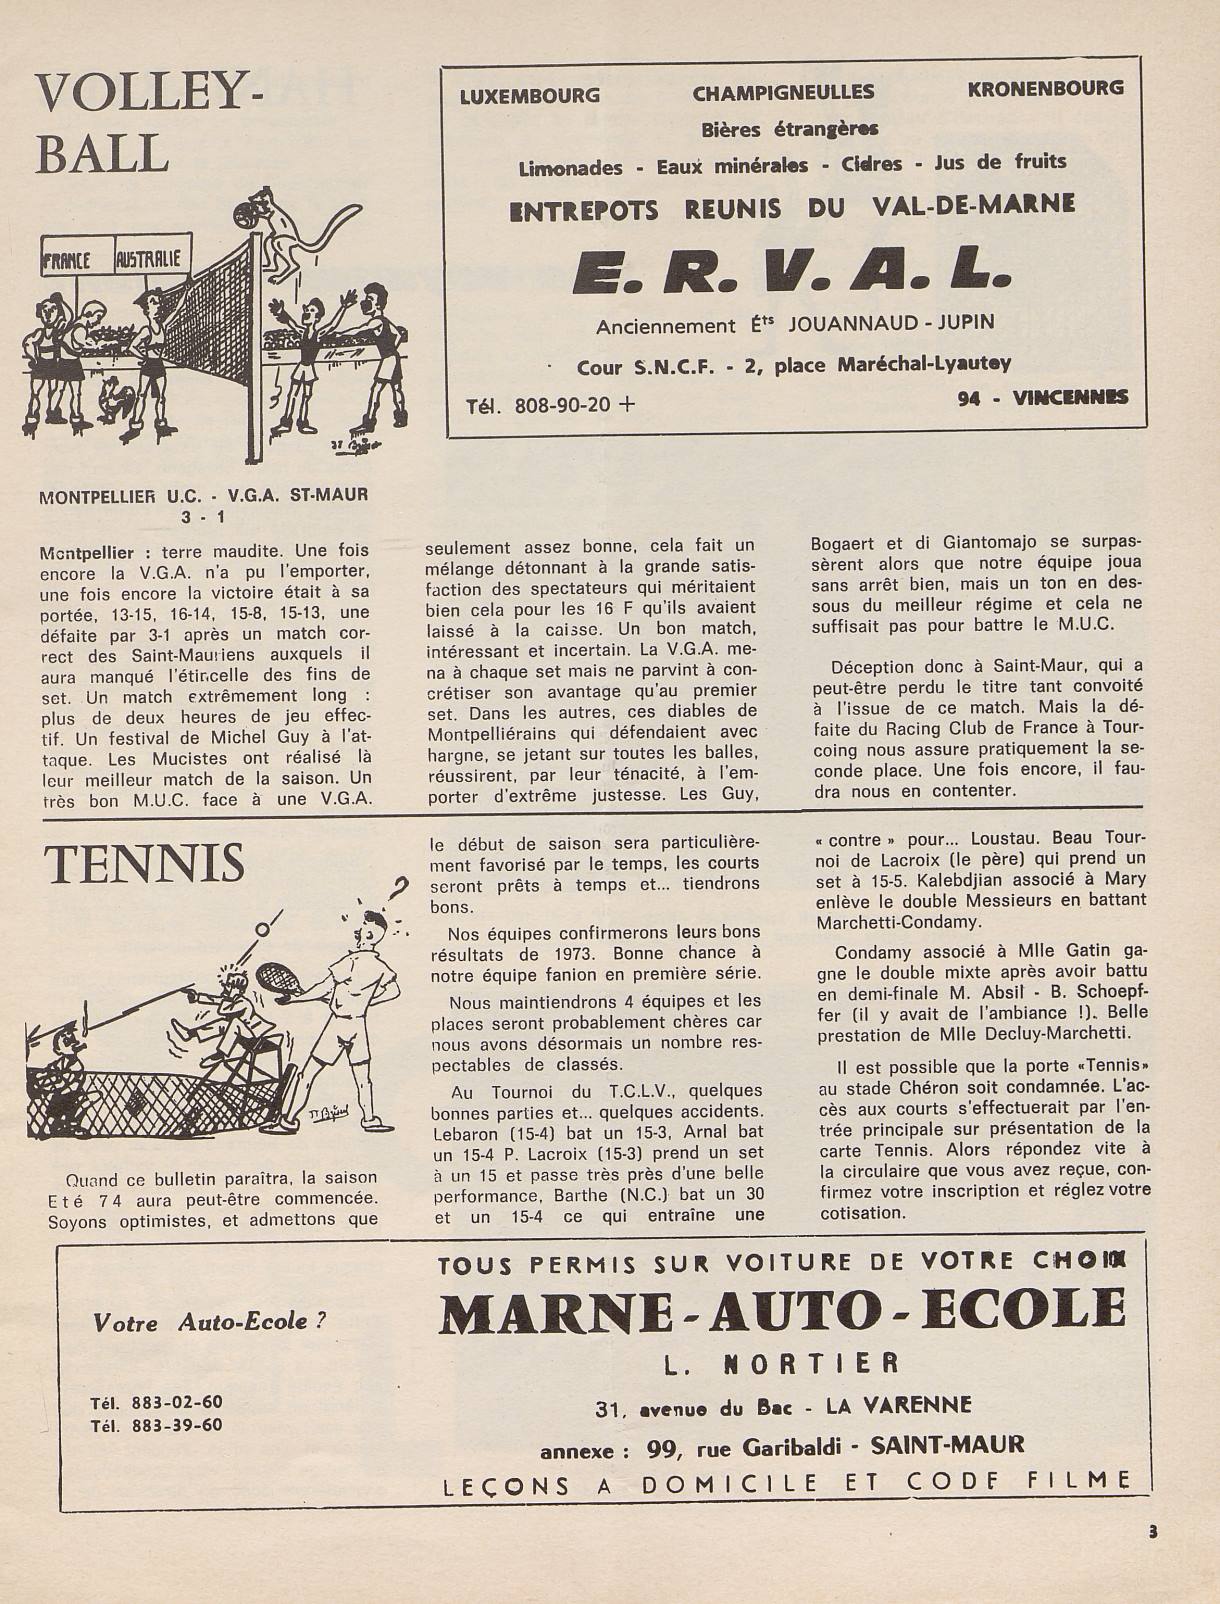 VOLLEY-
BALL
FRANCE AUSTRALIE
LUXEMBOURG CHAMPIGNEULLES KRONENBOURG
Bières étrangères
Limonades - Eaux minérales - Cidres - Jus de fruits
ENTREPOTS REUNIS DU VAL-DE-MARNE
E. R. V. A. L.
Anciennement Éts JOUANNAUD - JUPIN
Cour S.N.C.F. - 2, place Maréchal-Lyautey
Tél. 808-90-20 +
94 - VINCENNES
MONTPELLIER U.C. - V.G.A. ST-MAUR
3 - 1
Montpellier : terre maudite. Une fois
encore la V.G.A. n'a pu l'emporter,
une fois encore la victoire était à sa
portée, 13-15, 16-14, 15-8, 15-13, une
défaite par 3-1 après un match cor-
rect des Saint-Mauriens auxquels il
aura manqué l'étincelle des fins de
set. Un match extrêmement long :
plus de deux heures de jeu effec-
tif. Un festival de Michel Guy à l'at-
taque. Les Mucistes ont réalisé là
leur meilleur match de la saison. Un
très bon M.U.C. face à une V.G.A.
seulement assez bonne, cela fait un
mélange détonnant à la grande satis-
faction des spectateurs qui méritaient
bien cela pour les 16 F qu'ils avaient
laissé à la caisse. Un bon match,
intéressant et incertain. La V.G.A. me-
na à chaque set mais ne parvint à con-
crétiser son avantage qu'au premier
set. Dans les autres, ces diables de
Montpelliérains qui défendaient avec
hargne, se jetant sur toutes les balles,
réussirent, par leur ténacité, à l'em-
porter d'extrême justesse. Les Guy,
Bogaert et di Giantomajo se surpas-
sèrent alors que notre équipe joua
sans arrêt bien, mais un ton en des-
sous du meilleur régime et cela ne
suffisait pas pour battre le M.U.C.
Déception donc à Saint-Maur, qui a
peut-être perdu le titre tant convoité
à l'issue de ce match. Mais la dé-
faite du Racing Club de France à Tour-
coing nous assure pratiquement la se-
conde place. Une fois encore, il fau-
dra nous en contenter.
TENNIS
?
Quand ce bulletin paraîtra, la saison
Eté 74 aura peut-être commencée.
Soyons optimistes, et admettons que
le début de saison sera particulière-
ment favorisé par le temps, les courts
seront prêts à temps et... tiendrons
bons.
Nos équipes confirmerons leurs bons
résultats de 1973. Bonne chance à
notre équipe fanion en première série.
Nous maintiendrons 4 équipes et les
places seront probablement chères car
nous avons désormais un nombre res-
pectables de classés.
Au Tournoi du T.C.L.V., quelques
bonnes parties et... quelques accidents.
Lebaron (15-4) bat un 15-3, Arnal bat
un 15-4 P. Lacroix (15-3) prend un set
à un 15 et passe très près d'une belle
performance, Barthe (N.C.) bat un 30
et un 15-4 ce qui entraîne une
« contre » pour... Loustau. Beau Tour-
noi de Lacroix (le père) qui prend un
set à 15-5. Kalebdjian associé à Mary
enlève le double Messieurs en battant
Marchetti-Condamy.
Condamy associé à Mlle Gatin ga-
gne le double mixte après avoir battu
en demi-finale M. Absil - B. Schoepf-
fer (il y avait de l'ambiance !). Belle
prestation de Mlle Decluy-Marchetti.
Il est possible que la porte «Tennis»
au stade Chéron soit condamnée. L'ac-
cès aux courts s'effectuerait par l'en-
trée principale sur présentation de la
carte Tennis. Alors répondez vite à
la circulaire que vous avez reçue, con-
firmez votre inscription et réglez votre
cotisation.
Votre Auto-Ecole ?
Tél. 883-02-60
Tél. 883-39-60
TOUS PERMIS SUR VOITURE DE VOTRE CHOIX
MARNE-AUTO-ECOLE
L. NORTIER
31, avenue du Bac - LA VARENNE
annexe : 99, rue Garibaldi - SAINT-MAUR
LEÇONS A DOMICILE ET CODE FILME
3